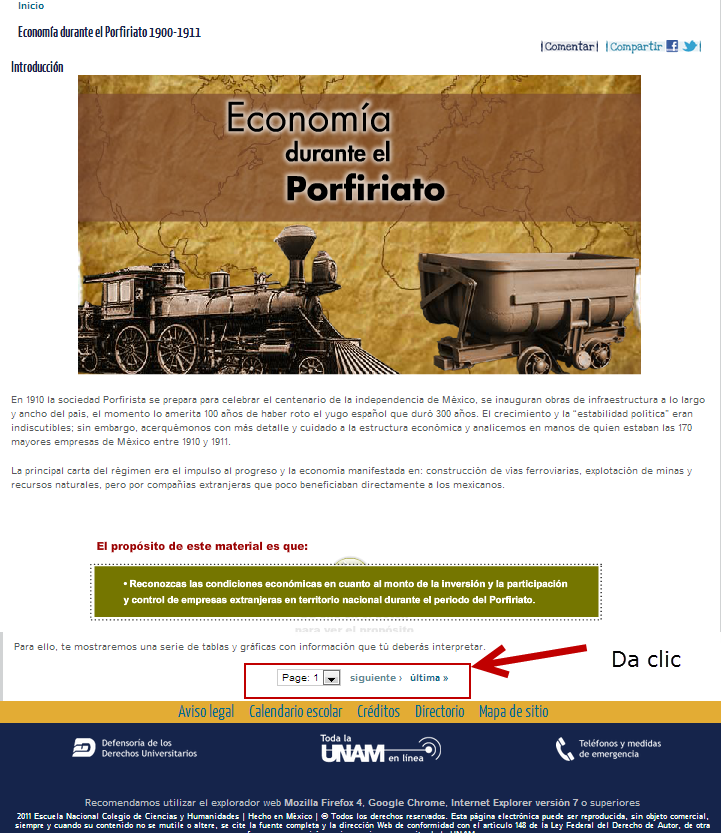 Inicio
Economía durante el Porfiriato 1900-1911
|Comentar| |Compartir
Introducción
Economía
durante el
Porfiriato
En 1910 la sociedad Porfirista se prepara para celebrar el centenario de la independencia de México, se inauguran obras de infraestructura a lo largo
y ancho del país, el momento lo amerita 100 años de haber roto el yugo español que duró 300 años. El crecimiento y la "estabilidad política" eran
indiscutibles; sin embargo, acerquémonos con más detalle y cuidado a la estructura económica y analicemos en manos de quien estaban las 170
mayores empresas de México entre 1910 y 1911.
La principal carta del régimen era el impulso al progreso y la economía manifestada en: construcción de vías ferroviarias, explotación de minas y
recursos naturales, pero por compañías extranjeras que poco beneficiaban directamente a los mexicanos.
El propósito de este material es que:
• Reconozcas las condiciones económicas en cuanto al monto de la inversión y la participación
y control de empresas extranjeras en territorio nacional durante el periodo del Porfiriato.
para ver el propósito
Para ello, te mostraremos una serie de tablas y gráficas con información que tú deberás interpretar.
Da clic
Page: 1 siguiente › última »
Aviso legal Calendario escolar Créditos Directorio Mapa de sitio
Defensoría de los
Derechos Universitarios
Toda la
UNAM
en línea
Teléfonos y medidas
de emergencia
Recomendamos utilizar el explorador web Mozilla Firefox 4, Google Chrome, Internet Explorer versión 7 o superiores
2011 Escuela Nacional Colegio de Ciencias y Humanidades | Hecho en México | © Todos los derechos reservados. Esta página electrónica puede ser reproducida, sin objeto comercial,
siempre y cuando su contenido no se mutile o altere, se cite la fuente completa y la dirección Web de conformidad con el artículo 148 de la Ley Federal del Derecho de Autor, de otra